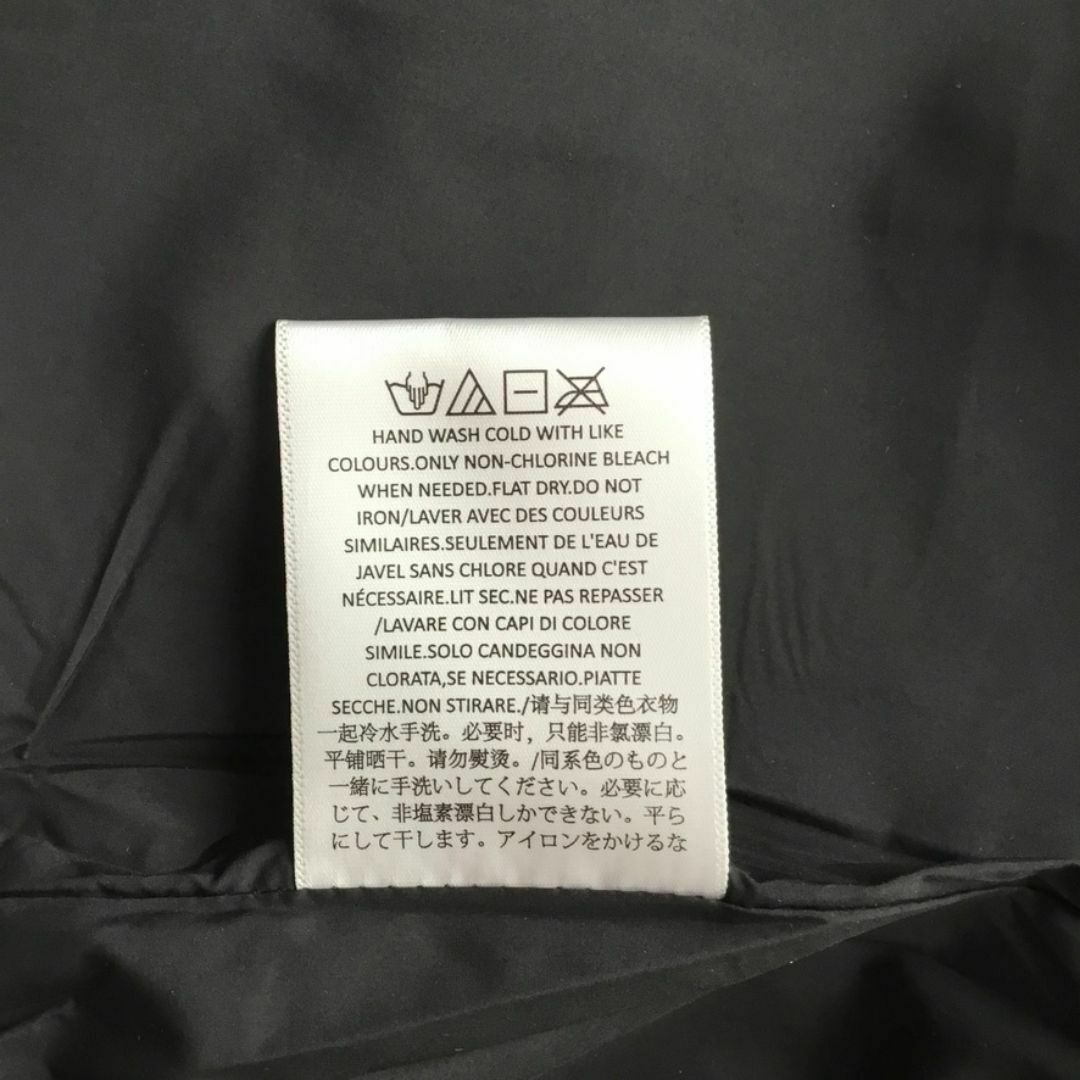 HAND WASH COLD WITH LIKE
COLOURS.ONLY NON-CHLORINE BLEACH
WHEN NEEDED.FLAT DRY.DO NOT
IRON/LAVER AVEC DES COULEURS
SIMILAIRES.SEULEMENT DE L'EAU DE
JAVEL SANS CHLORE QUAND C'EST
NÉCESSAIRE.LIT SEC.NE PAS REPASSER
/LAVARE CON CAPI DI COLORE
SIMILE.SOLO CANDEGGINA NON
CLORATA,SE NECESSARIO.PIATTE
SECCHE.NON STIRARE./请与同类色衣物
一起冷水手洗。必要时，只能非氯漂白。
平铺晒干。请勿熨烫。/同系色のものと
一緒に手洗いしてください。必要に応
じて、非塩素漂白しかできない。平ら
にして干します。アイロンをかけるな